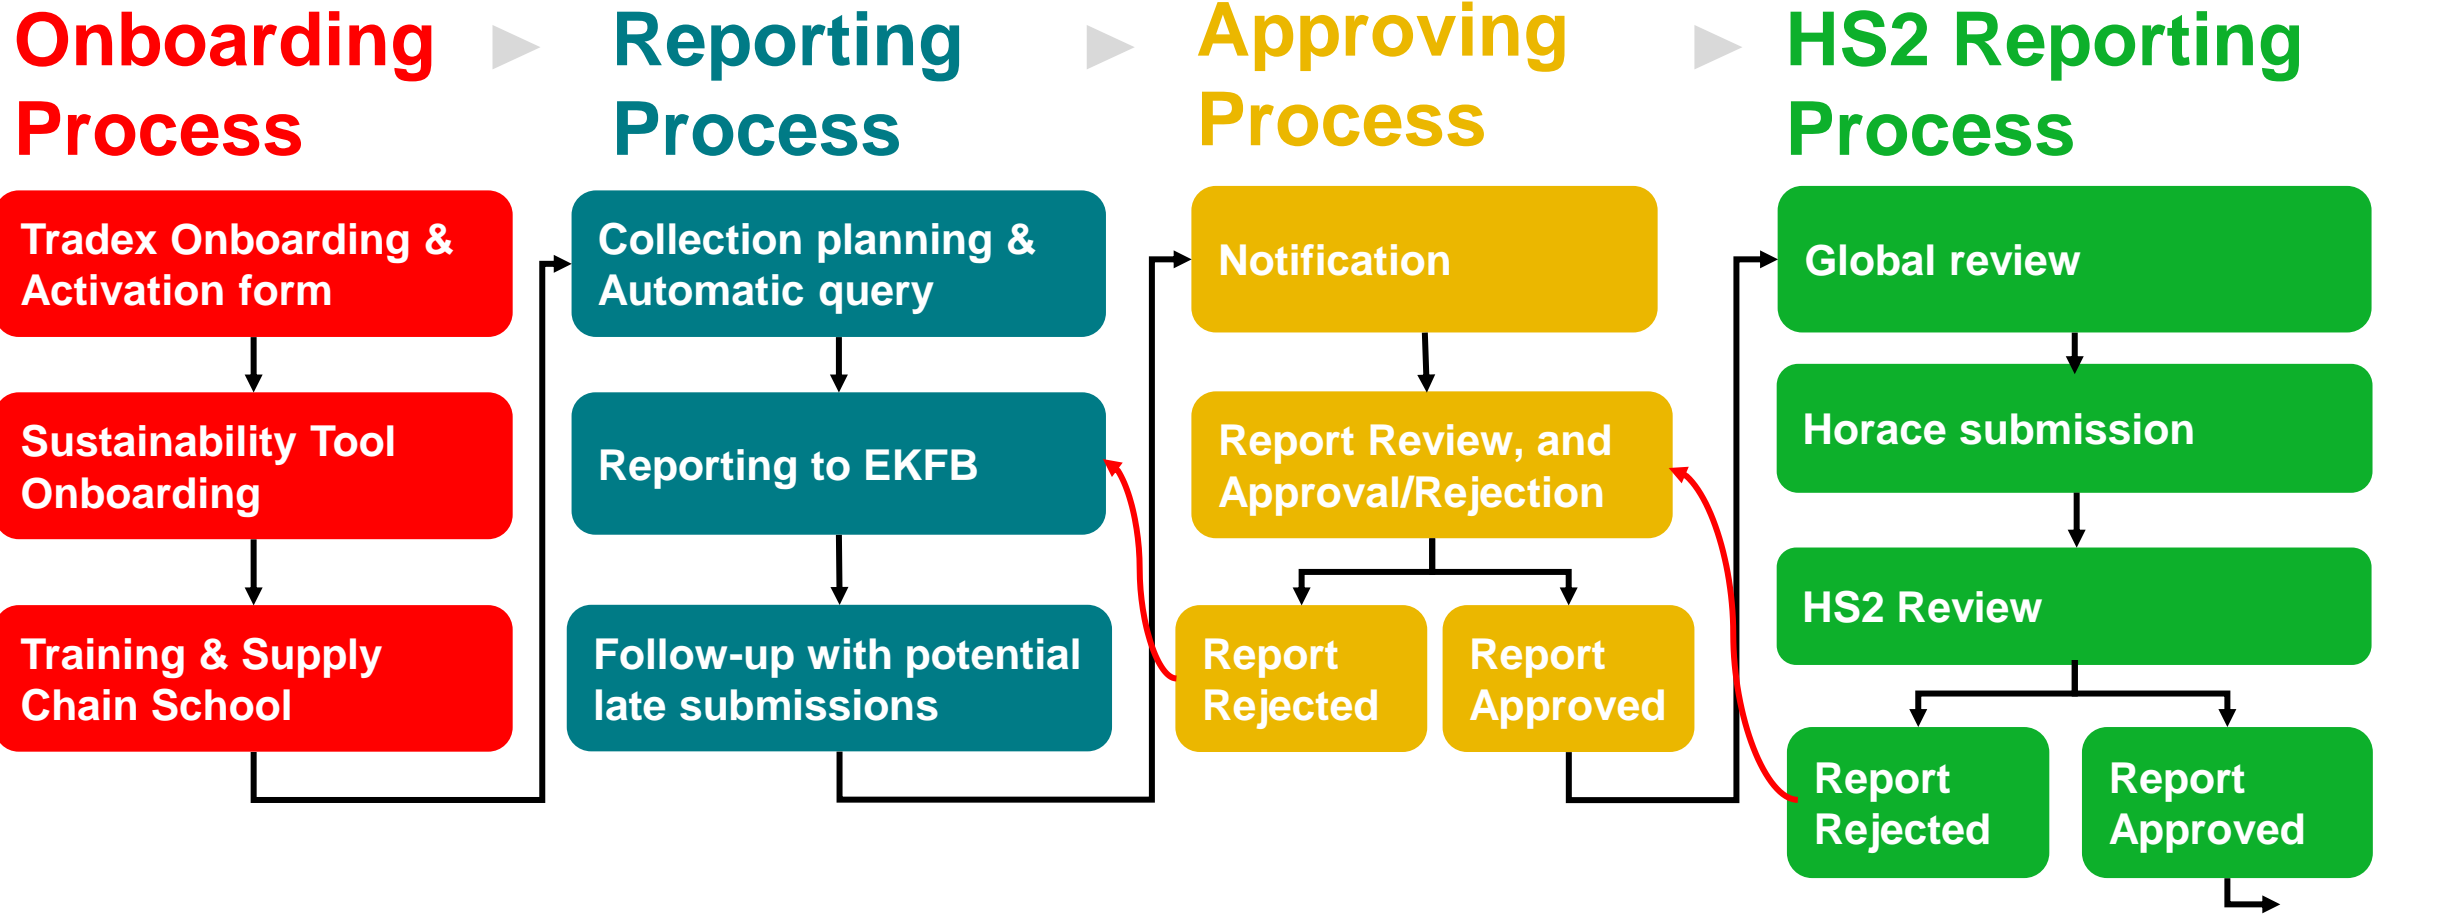 Onboarding
Process
Reporting
Process
Approving
Process
HS2 Reporting
Process
Tradex Onboarding &
Activation form
Sustainability Tool
Onboarding
Training & Supply
Chain School
Collection planning &
Automatic query
Reporting to EKFB
Follow-up with potential
late submissions
Notification
Report Review, and
Approval/Rejection
Report
Rejected
Report
Approved
Global review
Horace submission
HS2 Review
Report
Rejected
Report
Approved